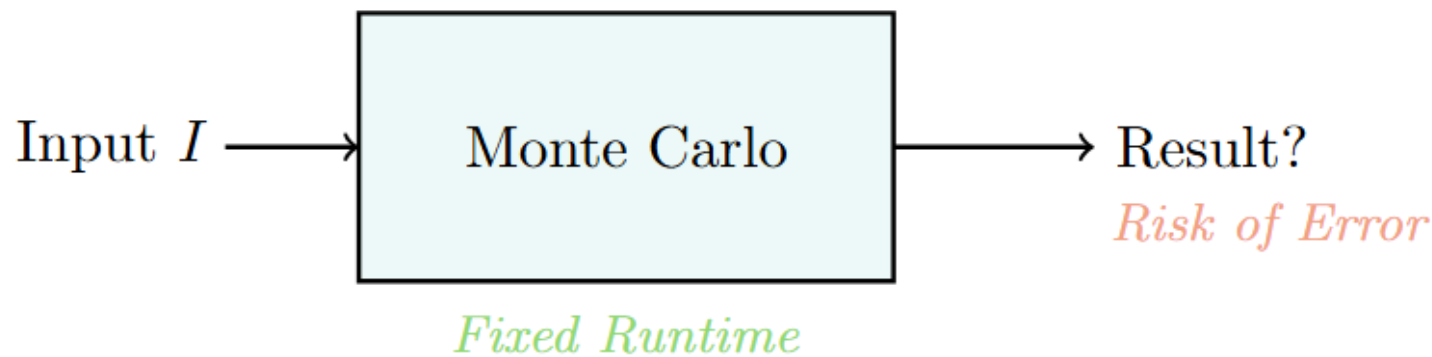 Input I
Monte Carlo
Result?
Risk of Error
Fixed Runtime